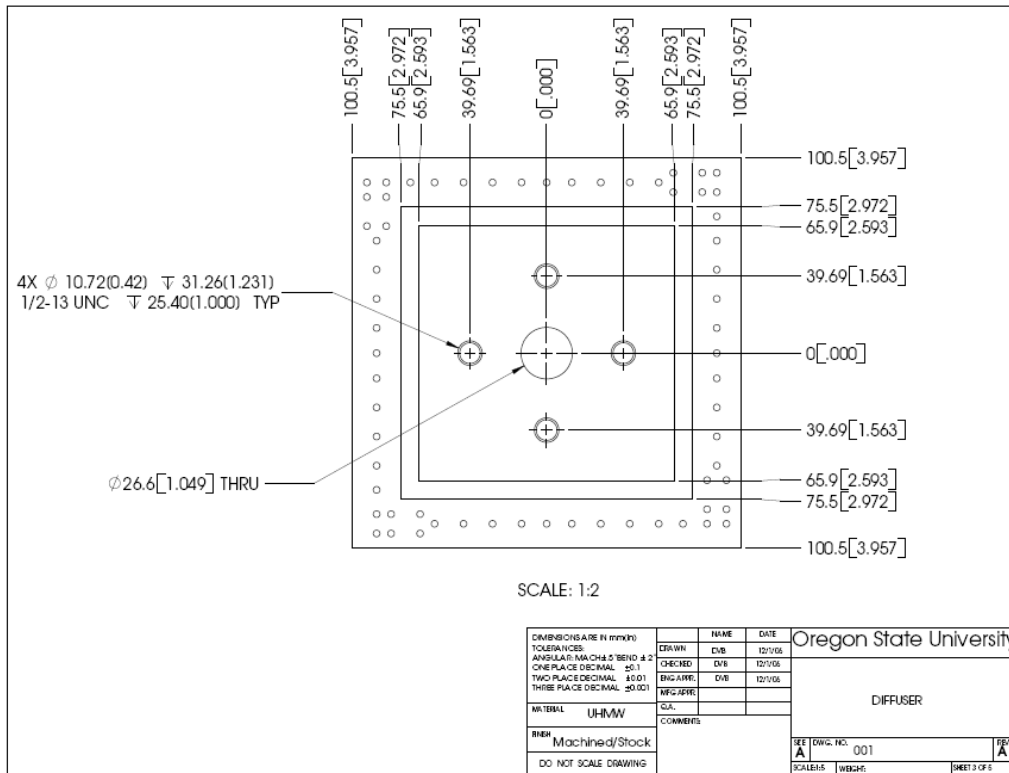 100.5[3.957]
75.5[2.972]
65.9[2.593]
39.69[1.563]
0[.000]
39.69[1.563]
65.9[2.593]
75.5[2.972]
100.5[3.957]
100.5[3.957]
75.5[2.972]
65.9[2.593]
39.69[1.563]
0[.000]
39.69[1.563]
65.9[2.593]
75.5[2.972]
100.5[3.957]
4X ∅ 10.72(0.42) ↧ 31.26(1.231)
1/2-13 UNC ↧ 25.40(1.000) TYP
∅26.6[1.049] THRU
SCALE: 1:2
DIMENSIONS ARE IN mm(in)
TOLERANCES:
ANGULAR: MACH±.5° BEND ±2°
ONE PLACE DECIMAL ±0.1
TWO PLACE DECIMAL ±0.01
THREE PLACE DECIMAL ±0.001
MATERIAL UHMW
FINISH Machined/Stock
DO NOT SCALE DRAWING
NAME DATE
DRAWN DVB 12/1/06
CHECKED DVB 12/1/06
ENG APPR. DVB 12/1/06
MFG APPR.
Q.A.
COMMENTS:
Oregon State University
DIFFUSER
SIZE DWG. NO. REV
A 001 A
SCALE:1:5 WEIGHT: SHEET 3 OF 5